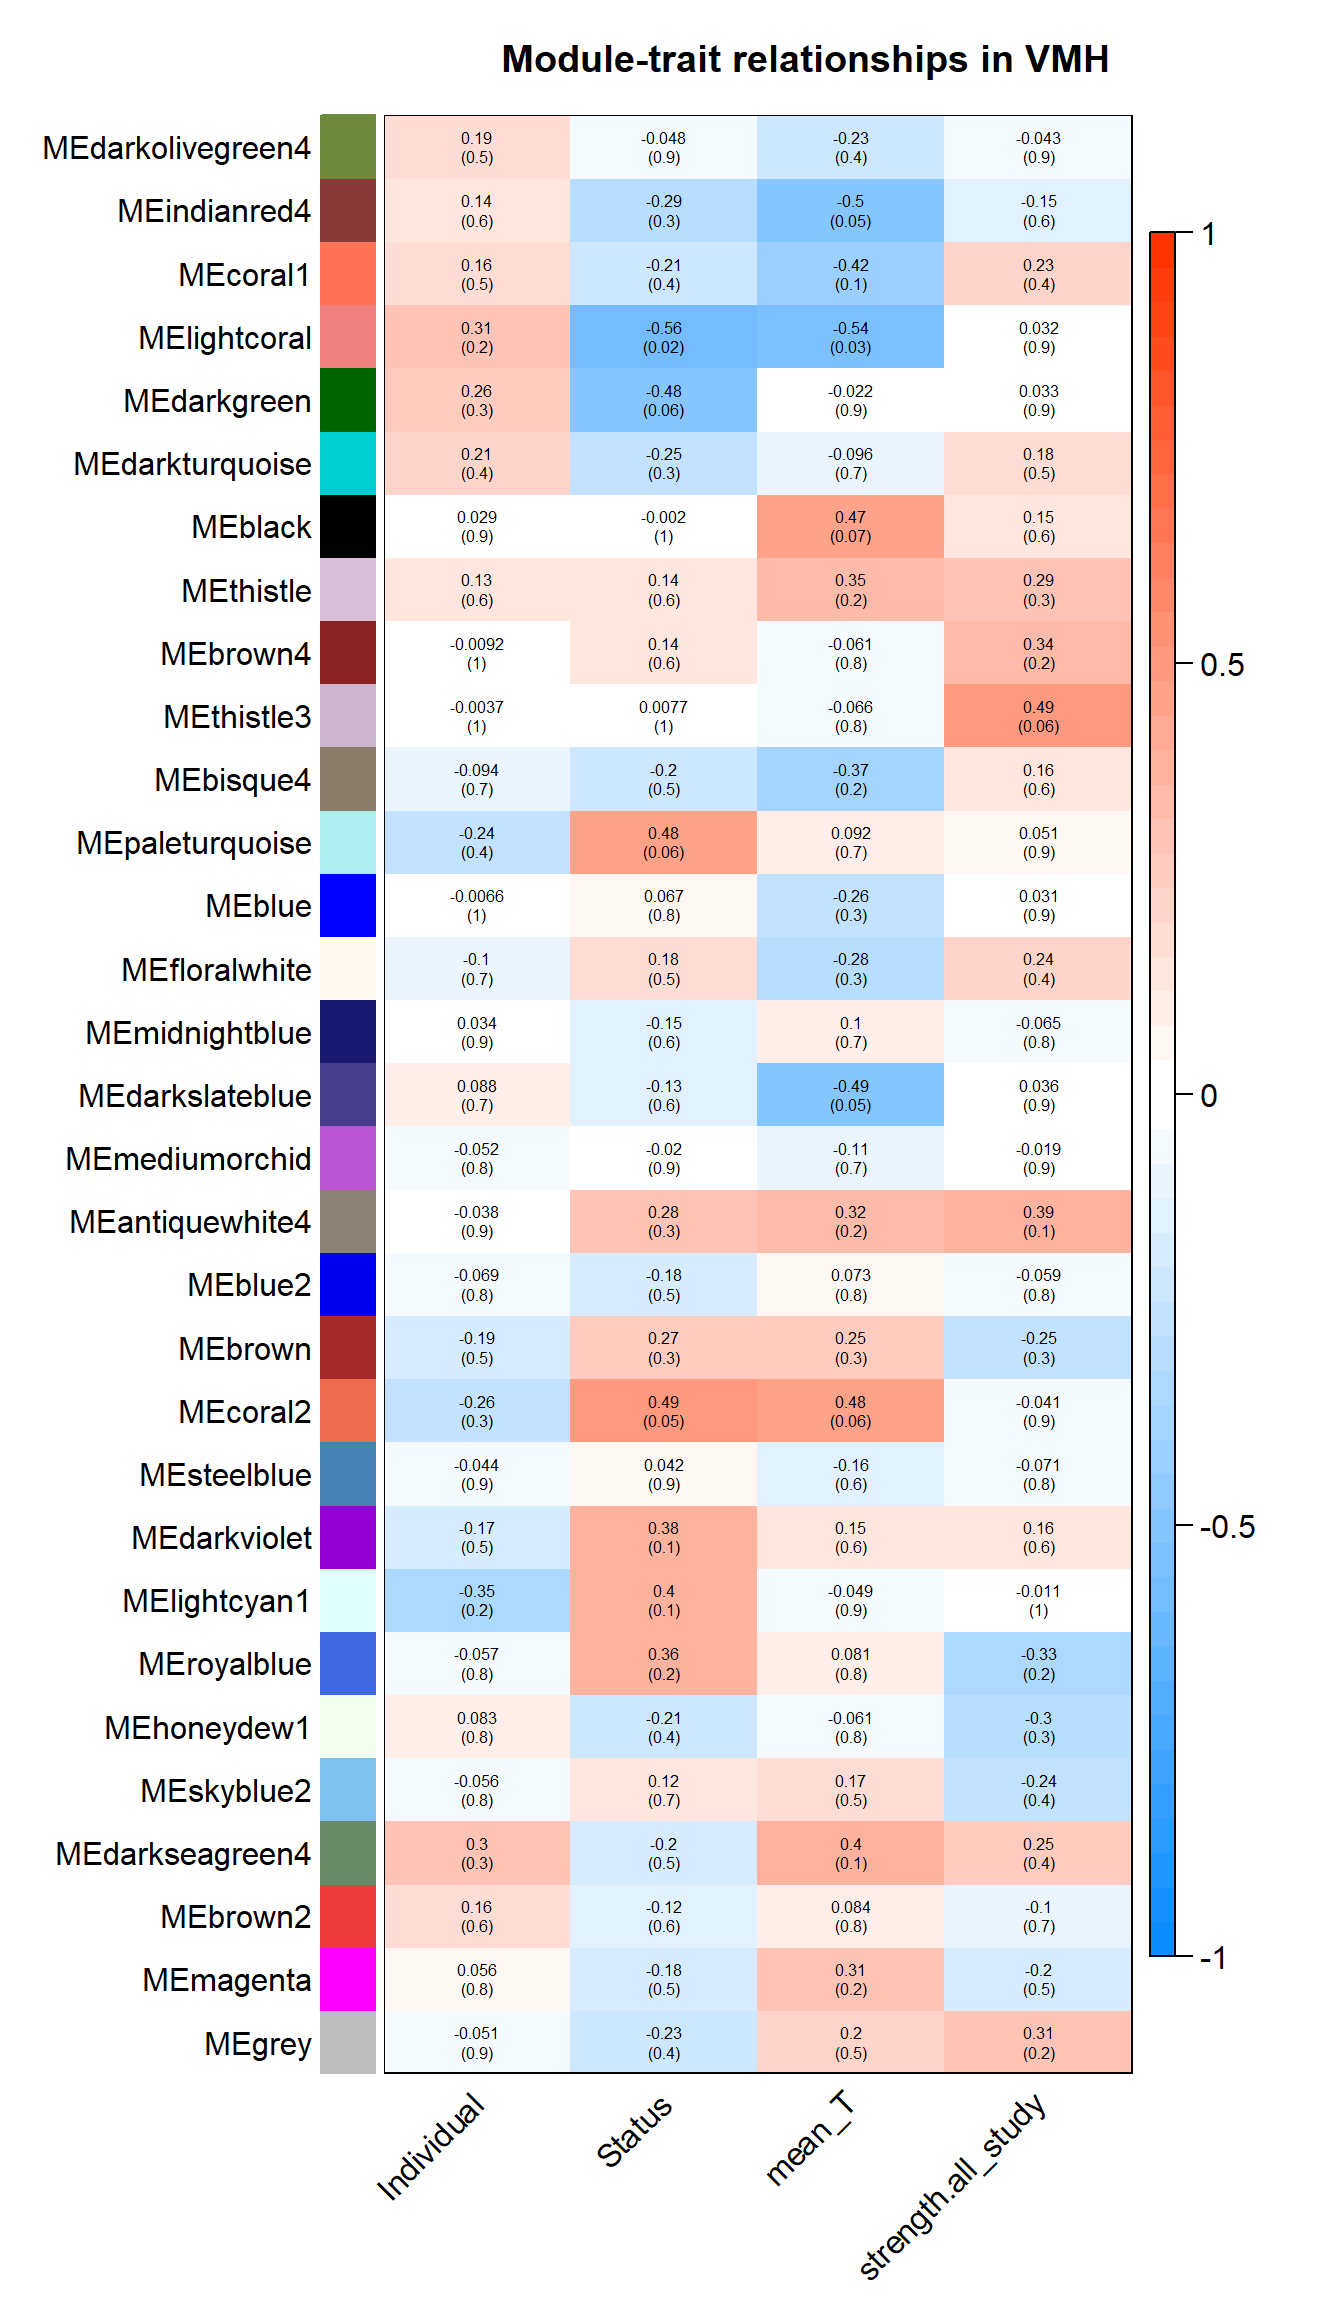 Module-trait relationships in VMH
MEdarkolivegreen4 0.19 -0.048 -0.23 -0.043
(0.5) (0.9) (0.4) (0.9)
MEindianred4 0.14 -0.29 -0.5 -0.15
(0.6) (0.3) (0.05) (0.6)
MEcoral1 0.16 -0.21 -0.42 0.23
(0.5) (0.4) (0.1) (0.4)
MElightcoral 0.31 -0.56 -0.54 0.032
(0.2) (0.02) (0.03) (0.9)
MEdarkgreen 0.26 -0.48 -0.022 0.033
(0.3) (0.06) (0.9) (0.9)
MEdarkturquoise 0.21 -0.25 -0.096 0.18
(0.4) (0.3) (0.7) (0.5)
MEblack 0.029 -0.002 0.47 0.15
(0.9) (1) (0.07) (0.6)
MEthistle 0.13 0.14 0.35 0.29
(0.6) (0.6) (0.2) (0.3)
MEbrown4 -0.0092 0.14 -0.061 0.34
(1) (0.6) (0.8) (0.2)
MEthistle3 -0.0037 0.0077 -0.066 0.49
(1) (1) (0.8) (0.06)
MEbisque4 -0.094 -0.2 -0.37 0.16
(0.7) (0.5) (0.2) (0.6)
MEpaleturquoise -0.24 0.48 0.092 0.051
(0.4) (0.06) (0.7) (0.9)
MEblue -0.0066 0.067 -0.26 0.031
(1) (0.8) (0.3) (0.9)
MEfloralwhite -0.1 0.18 -0.28 0.24
(0.7) (0.5) (0.3) (0.4)
MEmidnightblue 0.034 -0.15 0.1 -0.065
(0.9) (0.6) (0.7) (0.8)
MEdarkslateblue 0.088 -0.13 -0.49 0.036
(0.7) (0.6) (0.05) (0.9)
MEmediumorchid -0.052 -0.02 -0.11 -0.019
(0.8) (0.9) (0.7) (0.9)
MEantiquewhite4 -0.038 0.28 0.32 0.39
(0.9) (0.3) (0.2) (0.1)
MEblue2 -0.069 -0.18 0.073 -0.059
(0.8) (0.5) (0.8) (0.8)
MEbrown -0.19 0.27 0.25 -0.25
(0.5) (0.3) (0.3) (0.3)
MEcoral2 -0.26 0.49 0.48 -0.041
(0.3) (0.05) (0.06) (0.9)
MEsteelblue -0.044 0.042 -0.16 -0.071
(0.9) (0.9) (0.6) (0.8)
MEdarkviolet -0.17 0.38 0.15 0.16
(0.5) (0.1) (0.6) (0.6)
MElightcyan1 -0.35 0.4 -0.049 -0.011
(0.2) (0.1) (0.9) (1)
MEroyalblue -0.057 0.36 0.081 -0.33
(0.8) (0.2) (0.8) (0.2)
MEhoneydew1 0.083 -0.21 -0.061 -0.3
(0.8) (0.4) (0.8) (0.3)
MEskyblue2 -0.056 0.12 0.17 -0.24
(0.8) (0.7) (0.5) (0.4)
MEdarkseagreen4 0.3 -0.2 0.4 0.25
(0.3) (0.5) (0.1) (0.4)
MEbrown2 0.16 -0.12 0.084 -0.1
(0.6) (0.6) (0.8) (0.7)
MEmagenta 0.056 -0.18 0.31 -0.2
(0.8) (0.5) (0.2) (0.5)
MEgrey -0.051 -0.23 0.2 0.31
(0.9) (0.4) (0.5) (0.2)
Individual
Status
mean_T
strength.all_study
1
0.5
0
-0.5
-1